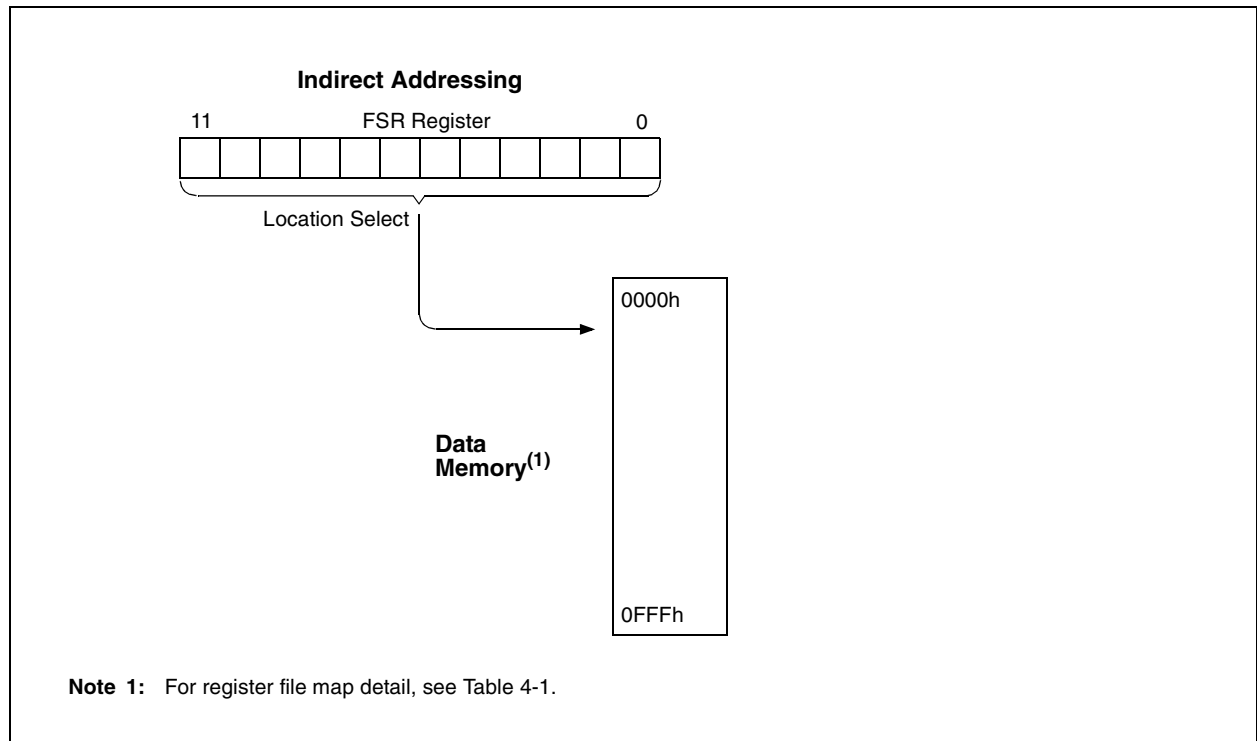 Indirect Addressing
11 FSR Register 0
Location Select
0000h
Data
Memory(1)
0FFFh
Note 1: For register file map detail, see Table 4-1.